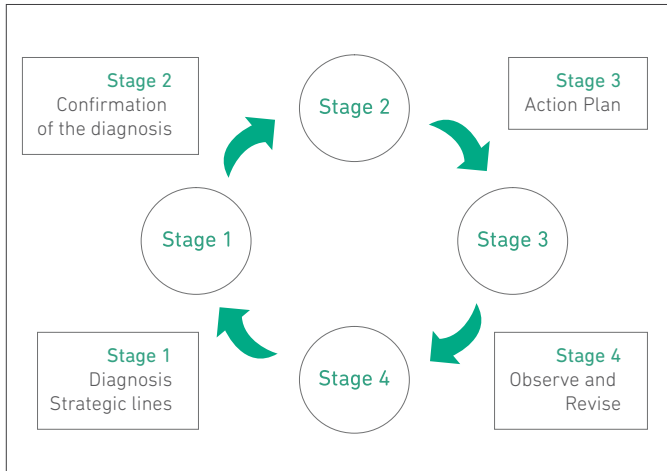 Stage 2
Confirmation
of the diagnosis
Stage 2
Stage 3
Action Plan
Stage 1
Stage 3
Stage 1
Diagnosis
Strategic lines
Stage 4
Stage 4
Observe and
Revise